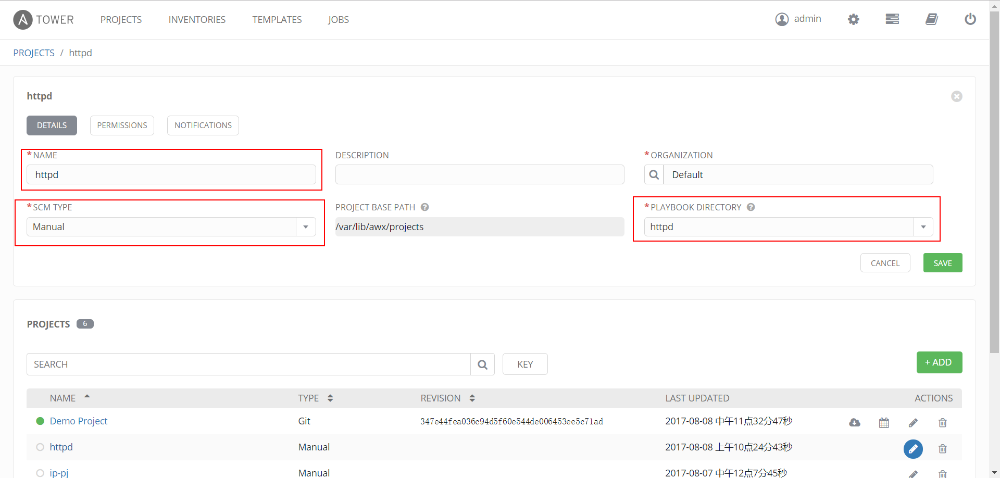 TOWER PROJECTS INVENTORIES TEMPLATES JOBS admin
PROJECTS / httpd
httpd
DETAILS PERMISSIONS NOTIFICATIONS
*NAME DESCRIPTION *ORGANIZATION
httpd Default
*SCM TYPE PROJECT BASE PATH *PLAYBOOK DIRECTORY
Manual /var/lib/awx/projects httpd
CANCEL SAVE
PROJECTS 6
SEARCH KEY + ADD
NAME TYPE REVISION LAST UPDATED ACTIONS
Demo Project Git 347e44fea036c94d5f60e544de006453ee5c71ad 2017-08-08 中午11点32分47秒
httpd Manual 2017-08-08 上午10点24分43秒
ip-pj Manual 2017-08-07 中午12点7分45秒